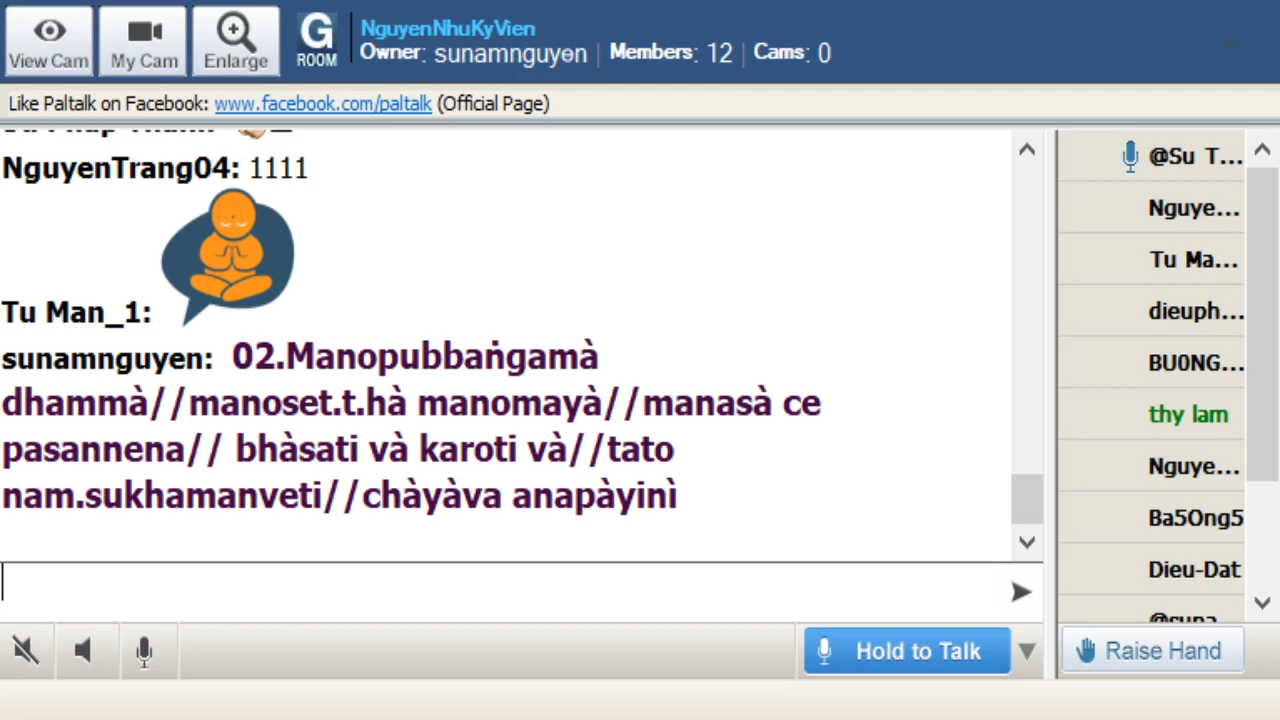 View Cam
My Cam
Enlarge
G
ROOM
NguyenNhuKyVien
Owner: sunamnguyen | Members: 12 | Cams: 0
Like Paltalk on Facebook: www.facebook.com/paltalk (Official Page)
NguyenTrang04: 1111
Tu Man_1:
sunamnguyen: 02.Manopubbaṅgamà
dhammà//manoset.t.hà manomayà//manasà ce
pasannena// bhàsati và karoti và//tato
nam.sukhamanveti//chàyàva anapàyinì
@Su T...
Nguye...
Tu Ma...
dieuph...
BU0NG...
thy lam
Nguye...
Ba5Ong5
Dieu-Dat
Hold to Talk
Raise Hand